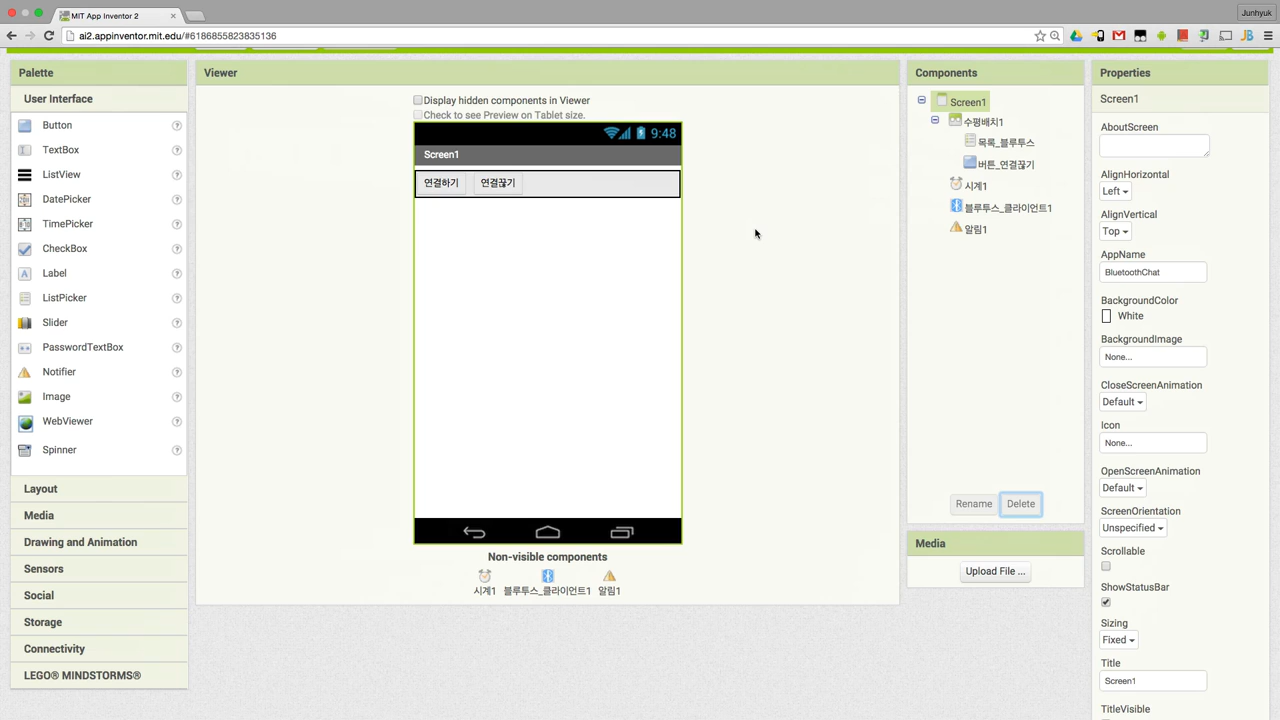 MIT App Inventor 2
Junhyuk
ai2.appinventor.mit.edu/#6186855823835136
Palette
User Interface
Button
?
TextBox
?
ListView
?
DatePicker
?
TimePicker
?
CheckBox
?
Label
?
ListPicker
?
Slider
?
PasswordTextBox
?
Notifier
?
Image
?
WebViewer
?
Spinner
?
Layout
Media
Drawing and Animation
Sensors
Social
Storage
Connectivity
LEGO® MINDSTORMS®
Viewer
Display hidden components in Viewer
Check to see Preview on Tablet size.
9:48
Screen1
연결하기 연결끊기
Non-visible components
시계1 블루투스_클라이언트1 알림1
Components
Screen1
수평배치1
목록_블루투스
버튼_연결끊기
시계1
블루투스_클라이언트1
알림1
Rename Delete
Media
Upload File ...
Properties
Screen1
AboutScreen
AlignHorizontal
Left
AlignVertical
Top
AppName
BluetoothChat
BackgroundColor
White
BackgroundImage
None...
CloseScreenAnimation
Default
Icon
None...
OpenScreenAnimation
Default
ScreenOrientation
Unspecified
Scrollable
ShowStatusBar
Sizing
Fixed
Title
Screen1
TitleVisible